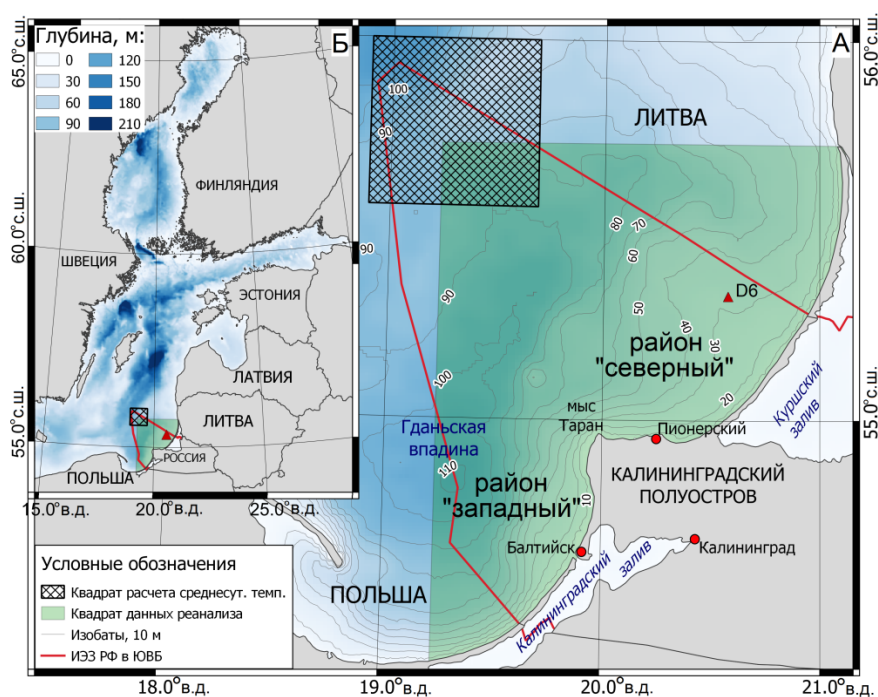 Глубина, м:
0
120
30
150
60
180
90
210
Б
65.0°с.ш.
60.0°с.ш.
55.0°с.ш.
ФИНЛЯНДИЯ
ШВЕЦИЯ
ЭСТОНИЯ
ЛАТВИЯ
ЛИТВА
РОССИЯ
ПОЛЬША
15.0°в.д.
20.0°в.д.
А
56.0°с.ш.
55.0°с.ш.
ЛИТВА
100
90
90
80
70
60
90
50
40
30
20
100
110
10
D6
район
"северный"
мыс
Таран
Пионерский
Куршский
залив
Гданьская
впадина
район
"западный"
КАЛИНИНГРАДСКИЙ
ПОЛУОСТРОВ
Балтийск
Калининград
Калининградский
залив
ПОЛЬША
Условные обозначения
Квадрат расчета среднесут. темп.
Квадрат данных реанализа
Изобаты, 10 м
ИЭЗ РФ в ЮВБ
18.0°в.д.
19.0°в.д.
20.0°в.д.
21.0°в.д.